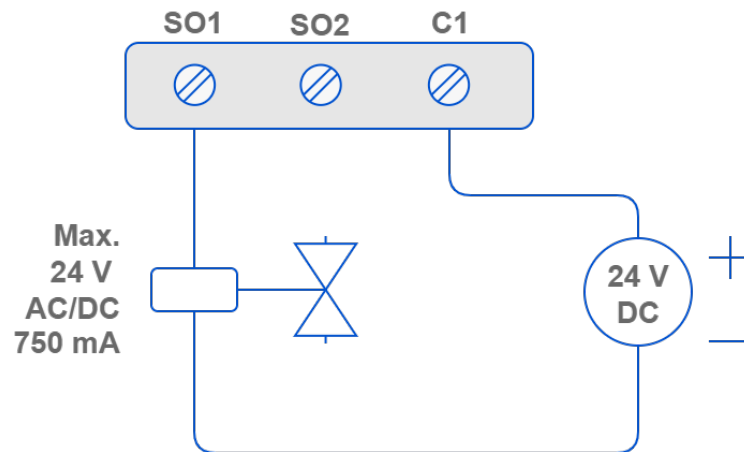 SO1 SO2 C1
Max.
24 V
AC/DC
750 mA
24 V
DC
+
–